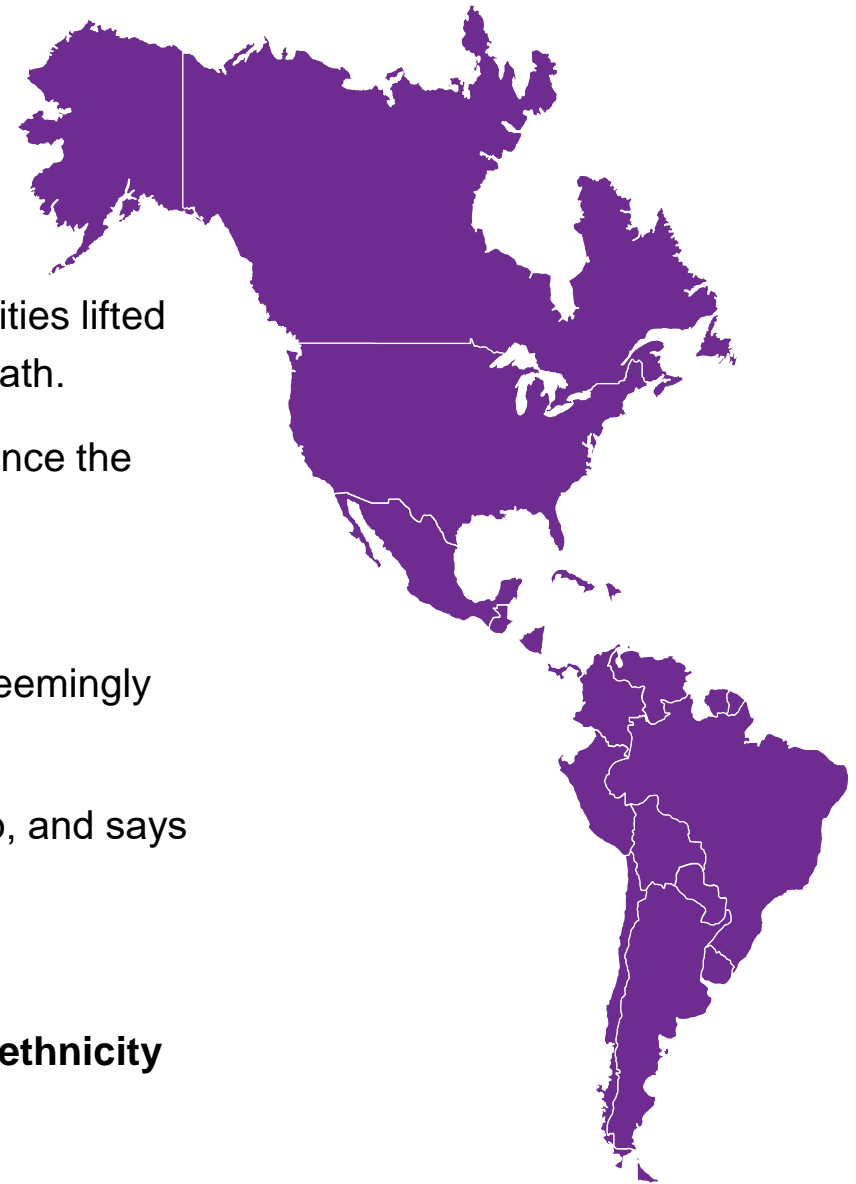 ities lifted
ath.
nce the
eemingly
o, and says
ethnicity